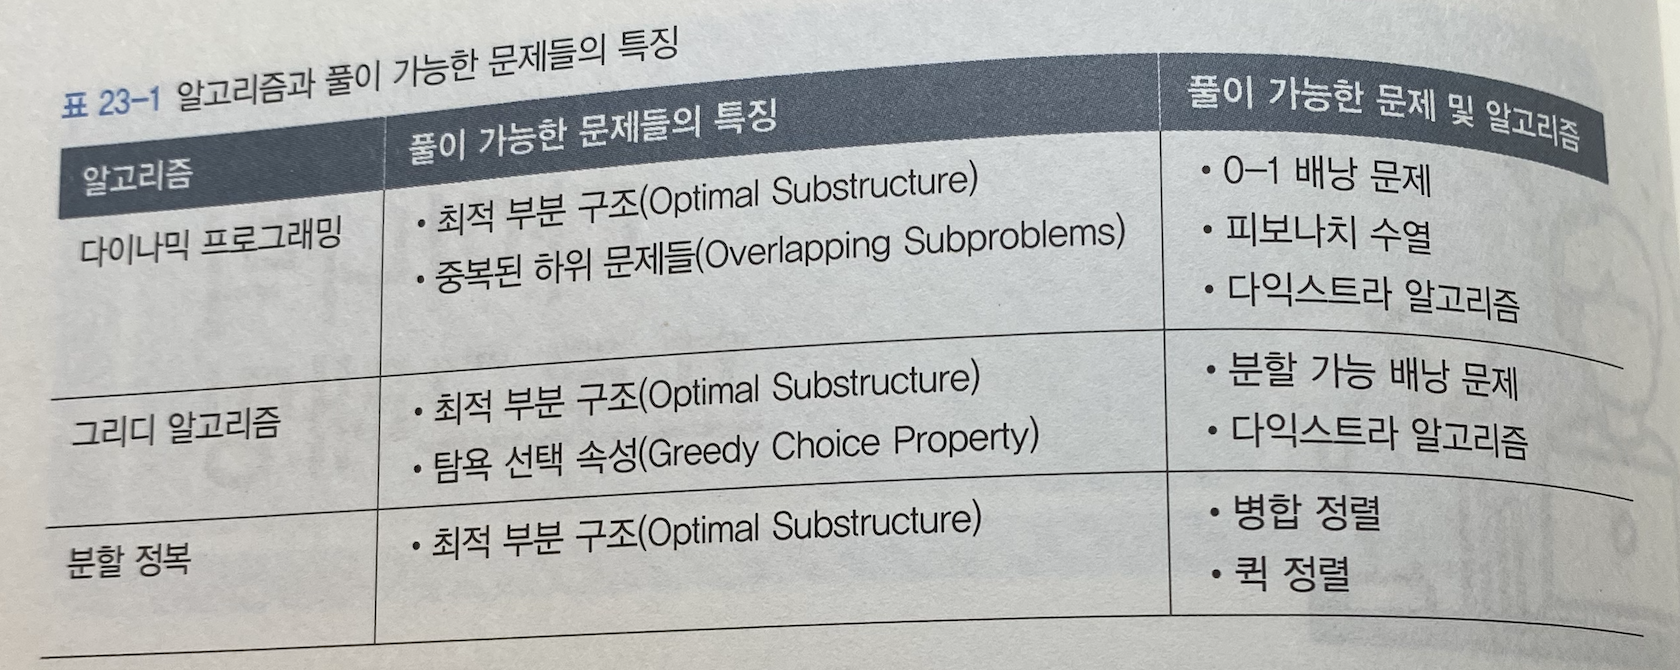 표 23-1 알고리즘과 풀이 가능한 문제들의 특징
알고리즘 풀이 가능한 문제들의 특징 풀이 가능한 문제 및 알고리즘
다이나믹 프로그래밍 • 최적 부분 구조(Optimal Substructure) • 0-1 배낭 문제
• 중복된 하위 문제들(Overlapping Subproblems) • 피보나치 수열
• 다익스트라 알고리즘
그리디 알고리즘 • 최적 부분 구조(Optimal Substructure) • 분할 가능 배낭 문제
• 탐욕 선택 속성(Greedy Choice Property) • 다익스트라 알고리즘
분할 정복 • 최적 부분 구조(Optimal Substructure) • 병합 정렬
• 퀵 정렬